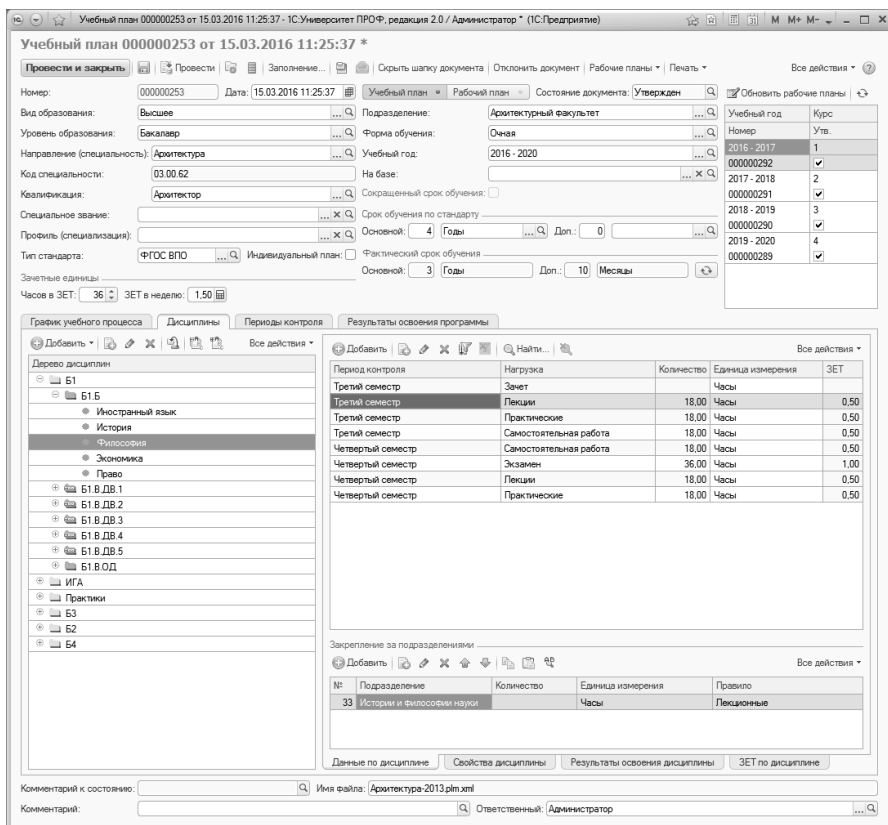 Учебный план 000000253 от 15.03.2016 11:25:37 - 1С:Университет ПРОФ, редакция 2.0 / Администратор * (1С:Предприятие) M M+ M-
Учебный план 000000253 от 15.03.2016 11:25:37 *
Провести и закрыть Провести Заполнение... Скрыть шапку документа Отклонить документ Рабочие планы Печать Все действия
Номер: 000000253 Дата: 15.03.2016 11:25:37 Учебный план Рабочий план Состояние документа: Утвержден Обновить рабочие планы
Вид образования: Высшее Подразделение: Архитектурный факультет Учебный год Курс
Уровень образования: Бакалавр Форма обучения: Очная Номер Утв.
Направление (специальность): Архитектура Учебный год: 2016 - 2020 2016 - 2017 1
000000292
Код специальности: 03.00.62 На базе: 2017 - 2018 2
Квалификация: Архитектор Сокращенный срок обучения: 000000291
Специальное звание: Срок обучения по стандарту 2018 - 2019 3
Профиль (специализация): Основной: 4 Годы Доп.: 0 000000290
2019 - 2020 4
Тип стандарта: ФГОС ВПО Индивидуальный план: Фактический срок обучения 000000289
Зачетные единицы Основной: 3 Годы Доп.: 10 Месяцы
Часов в ЗЕТ: 36 ЗЕТ в неделю: 1,50
График учебного процесса Дисциплины Периоды контроля Результаты освоения программы
Добавить Все действия Добавить Найти... Все действия
Дерево дисциплин
Б1
Б1.Б
Иностранный язык
История
Философия
Экономика
Право
Б1.В.ДВ.1
Б1.В.ДВ.2
Б1.В.ДВ.3
Б1.В.ДВ.4
Б1.В.ДВ.5
Б1.В.ОД
ИГА
Практики
Б3
Б2
Б4
Период контроля Нагрузка Количество Единица измерения ЗЕТ
Третий семестр Зачет Часы
Третий семестр Лекции 18,00 Часы 0,50
Третий семестр Практические 18,00 Часы 0,50
Третий семестр Самостоятельная работа 18,00 Часы 0,50
Четвертый семестр Самостоятельная работа 18,00 Часы 0,50
Четвертый семестр Экзамен 36,00 Часы 1,00
Четвертый семестр Лекции 18,00 Часы 0,50
Четвертый семестр Практические 18,00 Часы 0,50
Закрепление за подразделениями
Добавить Все действия
№ Подразделение Количество Единица измерения Правило
33 Истории и философии науки Часы Лекционные
Данные по дисциплине Свойства дисциплины Результаты освоения дисциплины ЗЕТ по дисциплине
Комментарий к состоянию: Имя файла: Архитектура-2013.plm.xml
Комментарий: Ответственный: Администратор